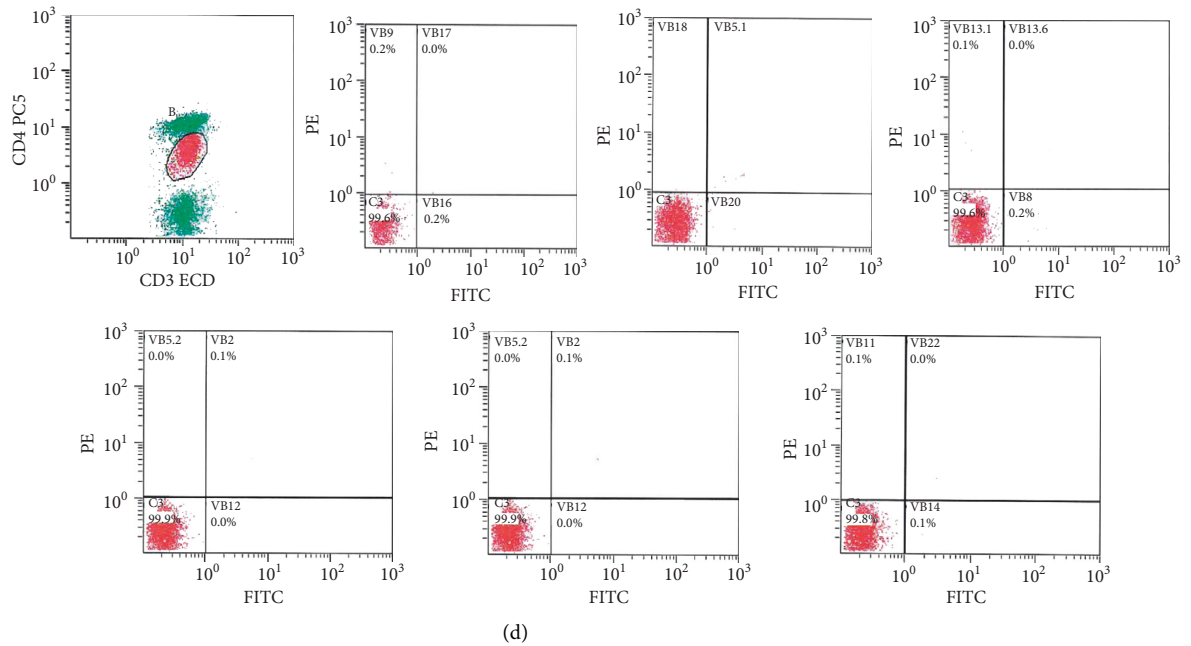 10³
10²
10¹
10⁰
CD4 PC5
B
10⁰
10¹
10²
10³
CD3 ECD
10³
10²
10¹
10⁰
PE
VB9
0.2%
VB17
0.0%
C3
99.6%
VB16
0.2%
10⁰
10¹
10²
10³
FITC
10³
10²
10¹
10⁰
PE
VB18
VB5.1
C3
VB20
10⁰
10¹
10²
10³
FITC
10³
10²
10¹
10⁰
PE
VB13.1
0.1%
VB13.6
0.0%
C3
99.6%
VB8
0.2%
10⁰
10¹
10²
10³
FITC
10³
10²
10¹
10⁰
PE
VB5.2
0.0%
VB2
0.1%
C3
99.9%
VB12
0.0%
10⁰
10¹
10²
10³
FITC
10³
10²
10¹
10⁰
PE
VB5.2
0.0%
VB2
0.1%
C3
99.9%
VB12
0.0%
10⁰
10¹
10²
10³
FITC
10³
10²
10¹
10⁰
PE
VB11
0.1%
VB22
0.0%
C3
99.8%
VB14
0.1%
10⁰
10¹
10²
10³
FITC
(d)